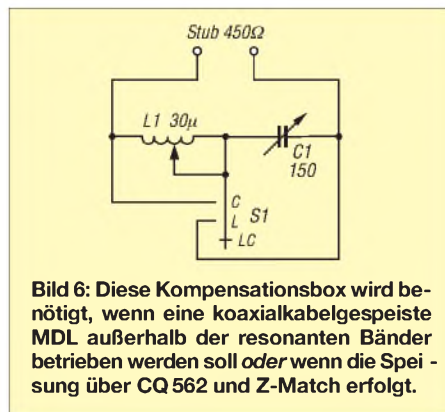 Stub 450Ω
L1 30µ
C1
150
C
L S1
LC
Bild 6: Diese Kompensationsbox wird be-
nötigt, wenn eine koaxialkabelgespeiste
MDL außerhalb der resonanten Bänder
betrieben werden soll oder wenn die Spei -
sung über CQ 562 und Z-Match erfolgt.